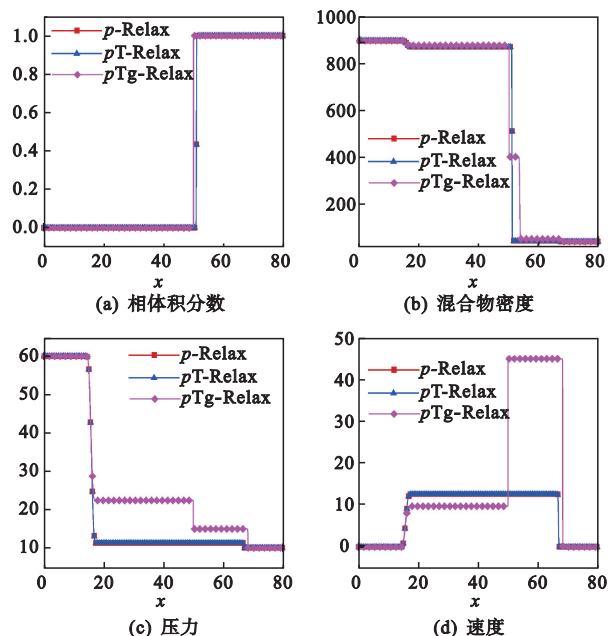 1.0
0.8
0.6
0.4
0.2
0.0
p-Relax
pT-Relax
pTg-Relax
0 20 40 60 80
x
(a) 相体积分数
1000
800
600
400
200
p-Relax
pT-Relax
pTg-Relax
0 20 40 60 80
x
(b) 混合物密度
60
50
40
30
20
10
p-Relax
pT-Relax
pTg-Relax
0 20 40 60 80
x
(c) 压力
50
40
30
20
10
0
p-Relax
pT-Relax
pTg-Relax
0 20 40 60 80
x
(d) 速度